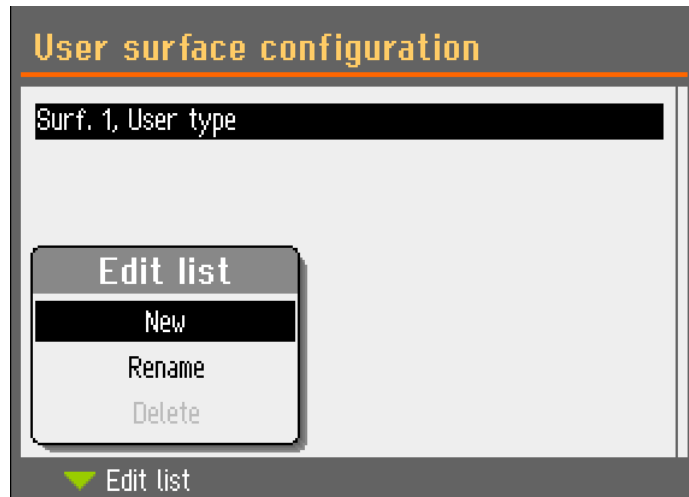 User surface configuration
Surf. 1, User type
Edit list
New
Rename
Delete
Edit list